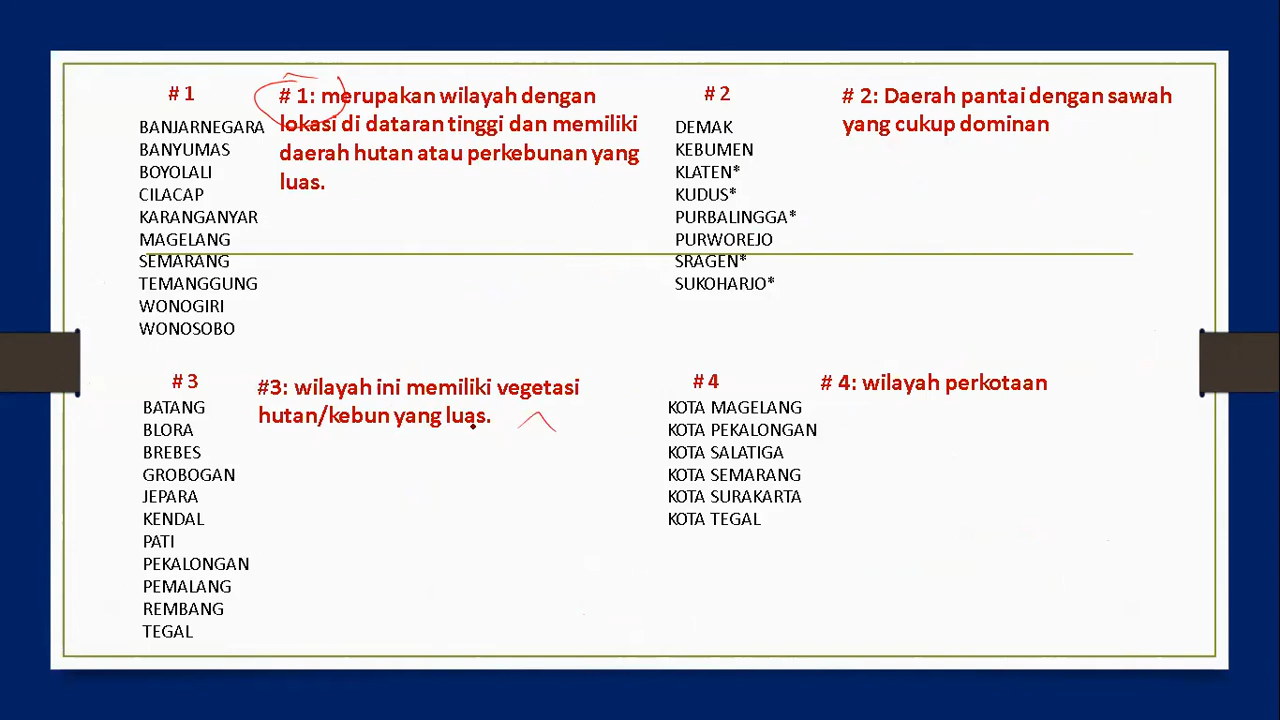 # 1
# 1: merupakan wilayah dengan
lokasi di dataran tinggi dan memiliki
daerah hutan atau perkebunan yang
luas.
BANJARNEGARA
BANYUMAS
BOYOLALI
CILACAP
KARANGANYAR
MAGELANG
SEMARANG
TEMANGGUNG
WONOGIRI
WONOSOBO
# 2
# 2: Daerah pantai dengan sawah
yang cukup dominan
DEMAK
KEBUMEN
KLATEN*
KUDUS*
PURBALINGGA*
PURWOREJO
SRAGEN*
SUKOHARJO*
# 3
#3: wilayah ini memiliki vegetasi
hutan/kebun yang luas.
BATANG
BLORA
BREBES
GROBOGAN
JEPARA
KENDAL
PATI
PEKALONGAN
PEMALANG
REMBANG
TEGAL
# 4
# 4: wilayah perkotaan
KOTA MAGELANG
KOTA PEKALONGAN
KOTA SALATIGA
KOTA SEMARANG
KOTA SURAKARTA
KOTA TEGAL